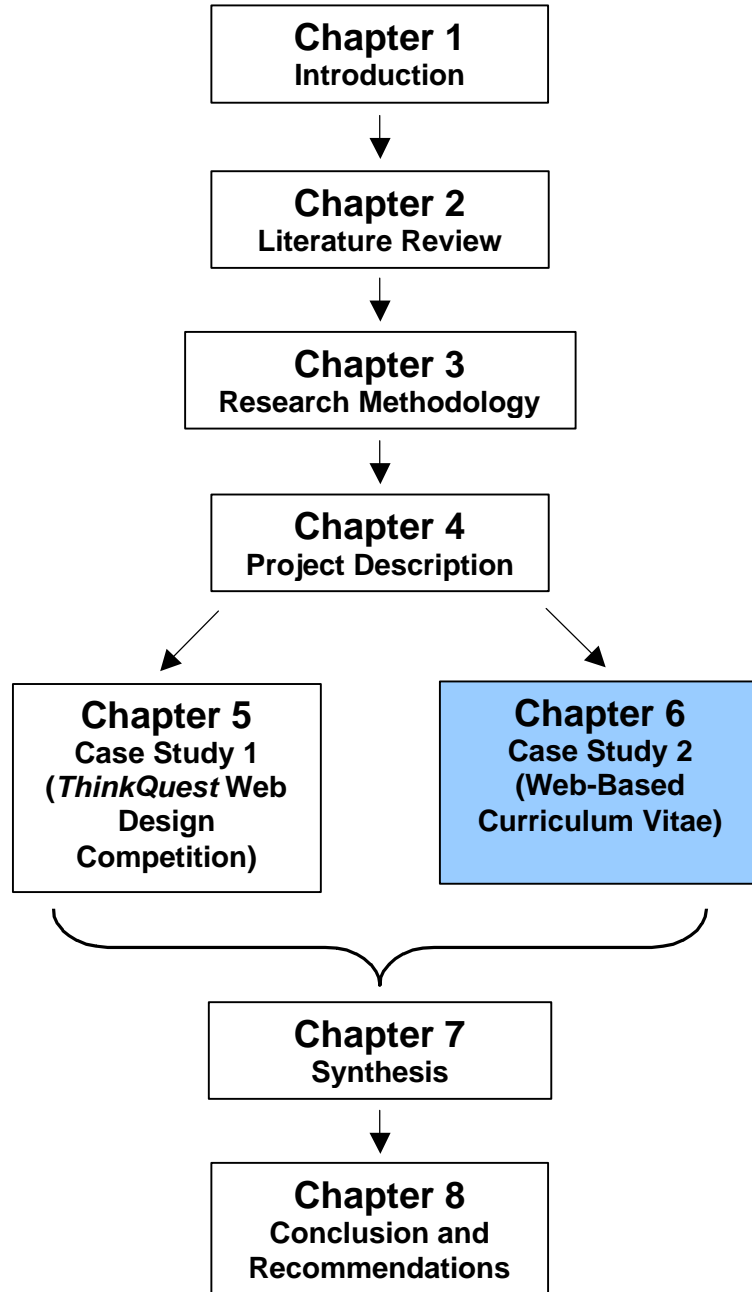 Chapter 1
Introduction
Chapter 2
Literature Review
Chapter 3
Research Methodology
Chapter 4
Project Description
Chapter 5
Case Study 1
(ThinkQuest Web
Design
Competition)
Chapter 6
Case Study 2
(Web-Based
Curriculum Vitae)
Chapter 7
Synthesis
Chapter 8
Conclusion and
Recommendations